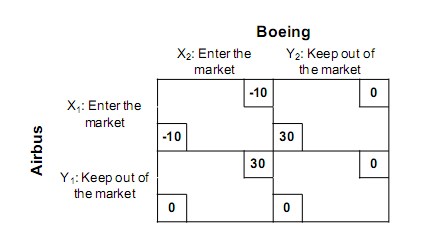 Boeing
X2: Enter the market
Y2: Keep out of the market
Airbus
X1: Enter the market
-10
0
-10
30
Y1: Keep out of the market
30
0
0
0